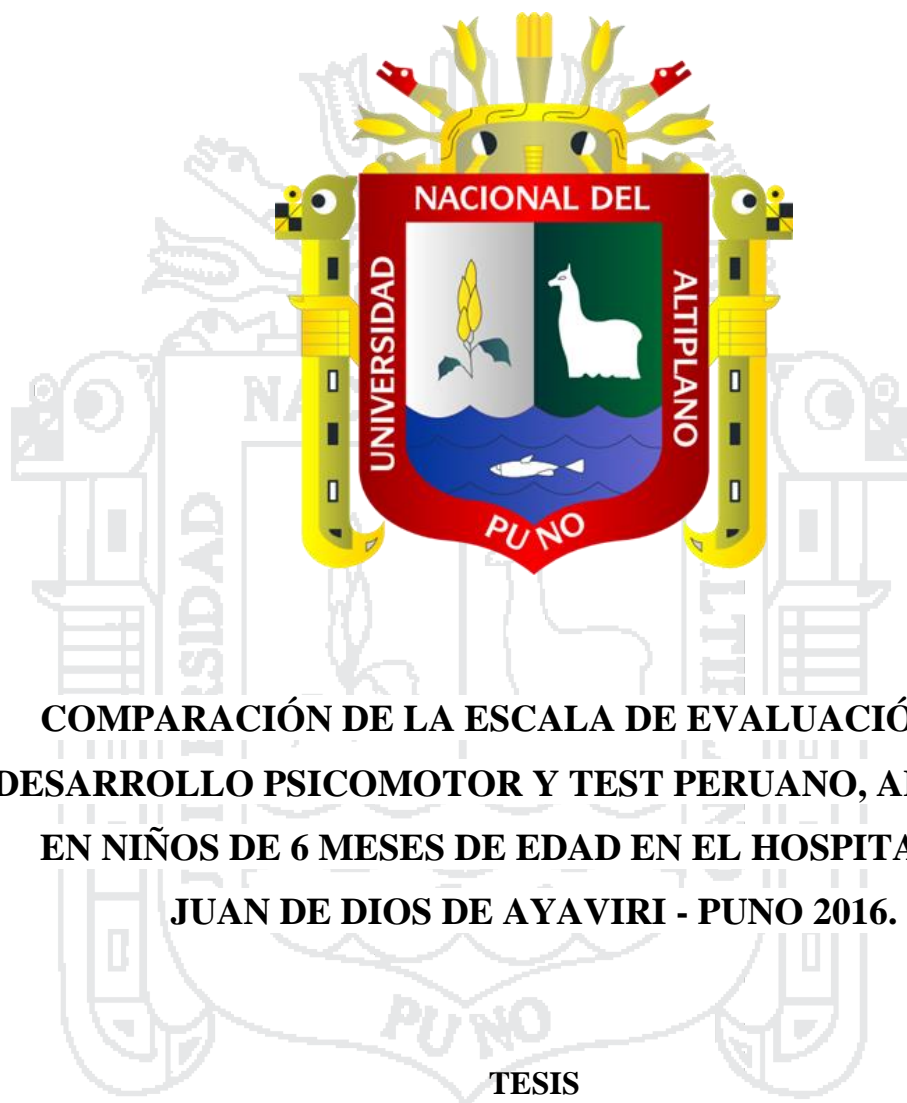 NACIONAL DEL
UNIVERSIDAD
ALTIPLANO
PUNO
COMPARACIÓN DE LA ESCALA DE EVALUACIÓ
DESARROLLO PSICOMOTOR Y TEST PERUANO,
EN NIÑOS DE 6 MESES DE EDAD EN EL HOSPITA
JUAN DE DIOS DE AYAVIRI - PUNO 2016.
PUNO
TESIS